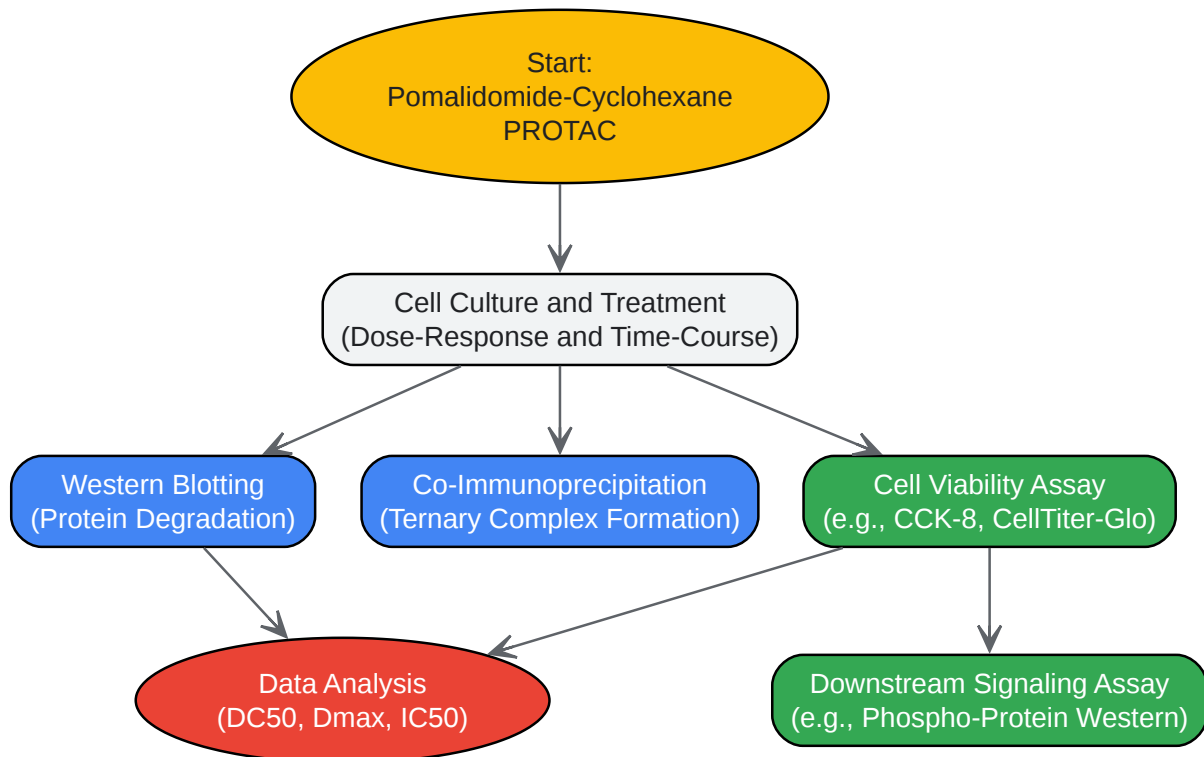 Start:
Pomalidomide-Cyclohexane
PROTAC
Cell Culture and Treatment
(Dose-Response and Time-Course)
Western Blotting
(Protein Degradation)
Co-Immunoprecipitation
(Ternary Complex Formation)
Cell Viability Assay
(e.g., CCK-8, CellTiter-Glo)
Data Analysis
(DC50, Dmax, IC50)
Downstream Signaling Assay
(e.g., Phospho-Protein Western)